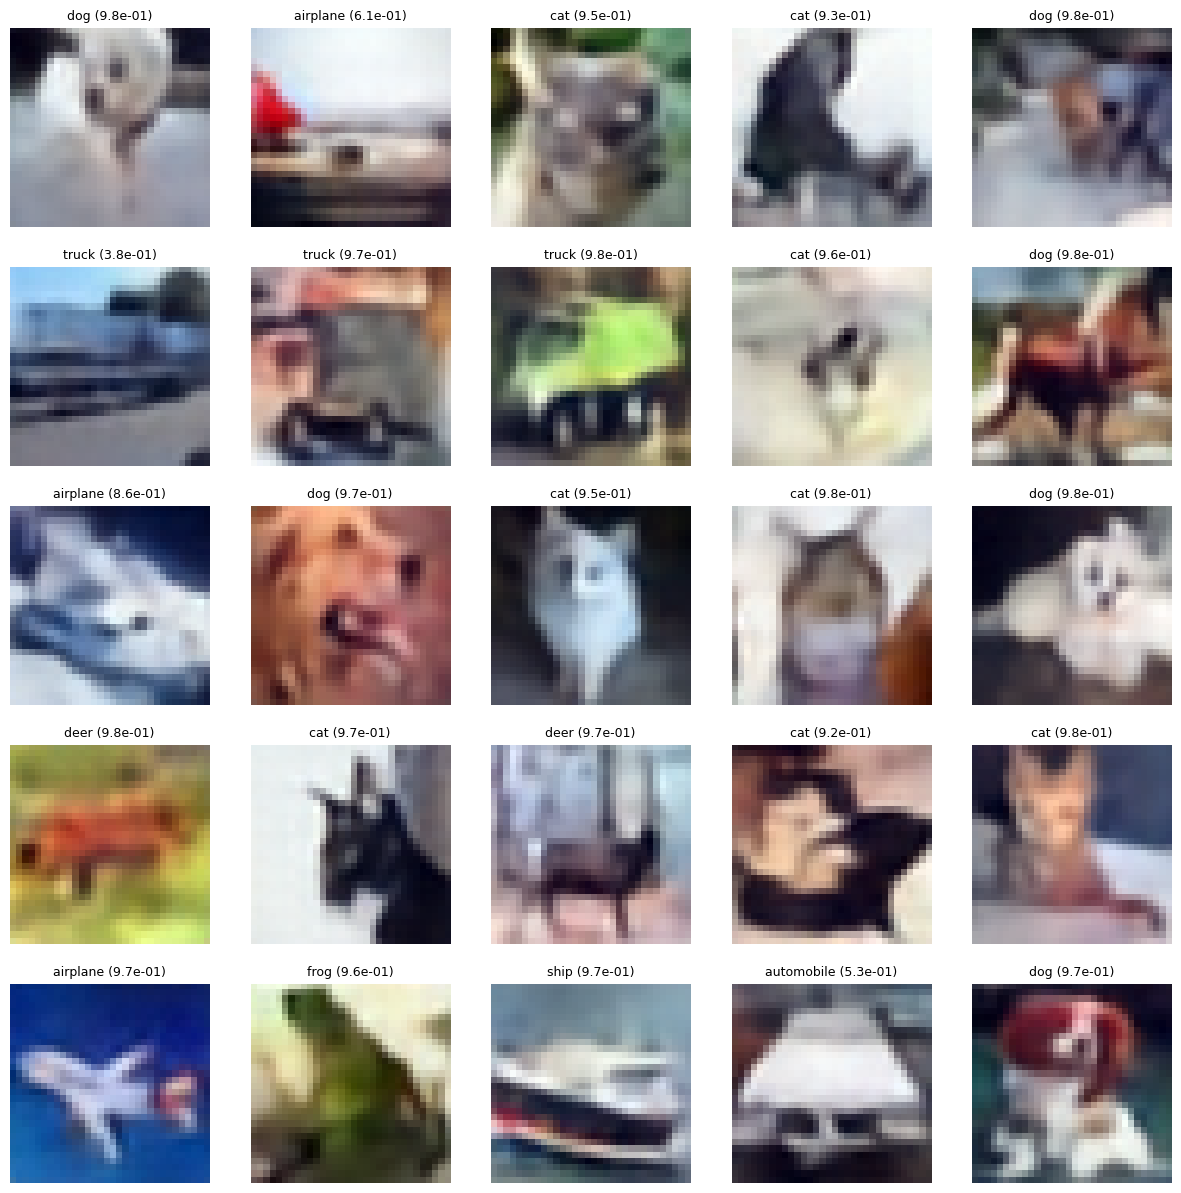 dog (9.8e-01)
airplane (6.1e-01)
cat (9.5e-01)
cat (9.3e-01)
dog (9.8e-01)
truck (3.8e-01)
truck (9.7e-01)
truck (9.8e-01)
cat (9.6e-01)
dog (9.8e-01)
airplane (8.6e-01)
dog (9.7e-01)
cat (9.5e-01)
cat (9.8e-01)
dog (9.8e-01)
deer (9.8e-01)
cat (9.7e-01)
deer (9.7e-01)
cat (9.2e-01)
cat (9.8e-01)
airplane (9.7e-01)
frog (9.6e-01)
ship (9.7e-01)
automobile (5.3e-01)
dog (9.7e-01)